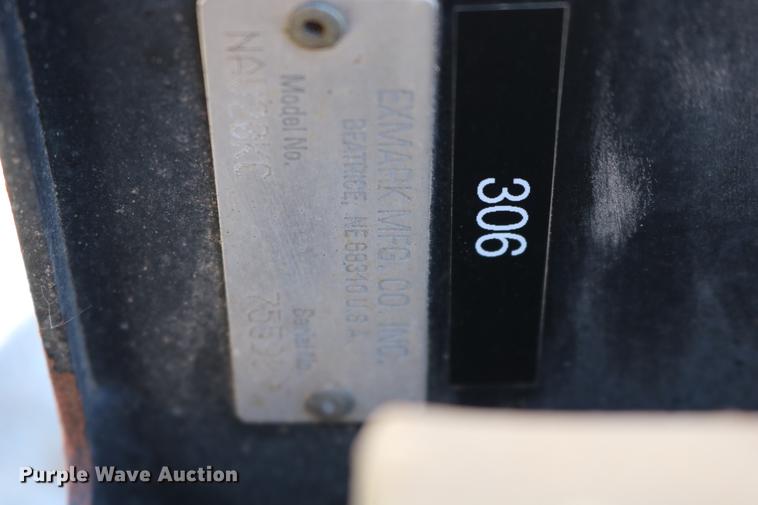 EXMARK MFG. CO. INC.
BEATRICE, NE 68310 U.S.A.
Model No. Serial No
306
Purple Wave Auction